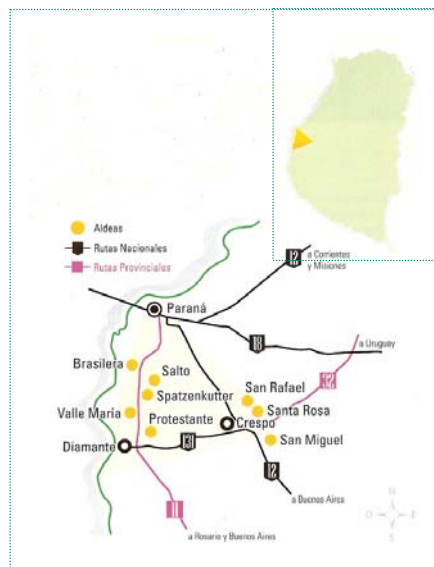 Aldeas
Rutas Nacionales
Rutas Provinciales
12
a Corrientes
y Misiones
Paraná
18
a Uruguay
Brasilera
Salto
Spatzenkutter
San Rafael
32
Santa Rosa
Valle María
Protestante
Crespo
San Miguel
Diamante
131
12
a Buenos Aires
11
a Rosario y Buenos Aires
N
O
E
S